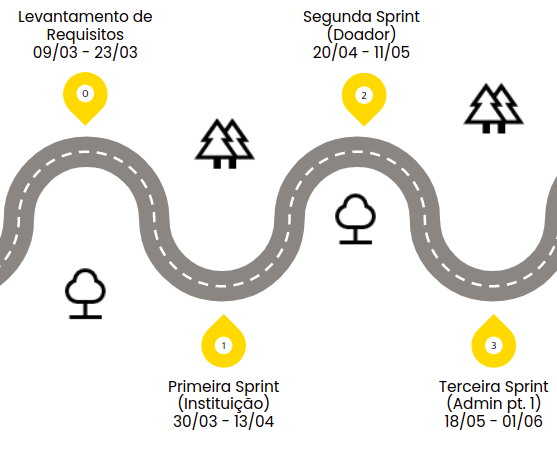 Levantamento de
Requisitos
09/03 - 23/03
0
Segunda Sprint
(Doador)
20/04 - 11/05
2
1
Primeira Sprint
(Instituição)
30/03 - 13/04
3
Terceira Sprint
(Admin pt. 1)
18/05 - 01/06